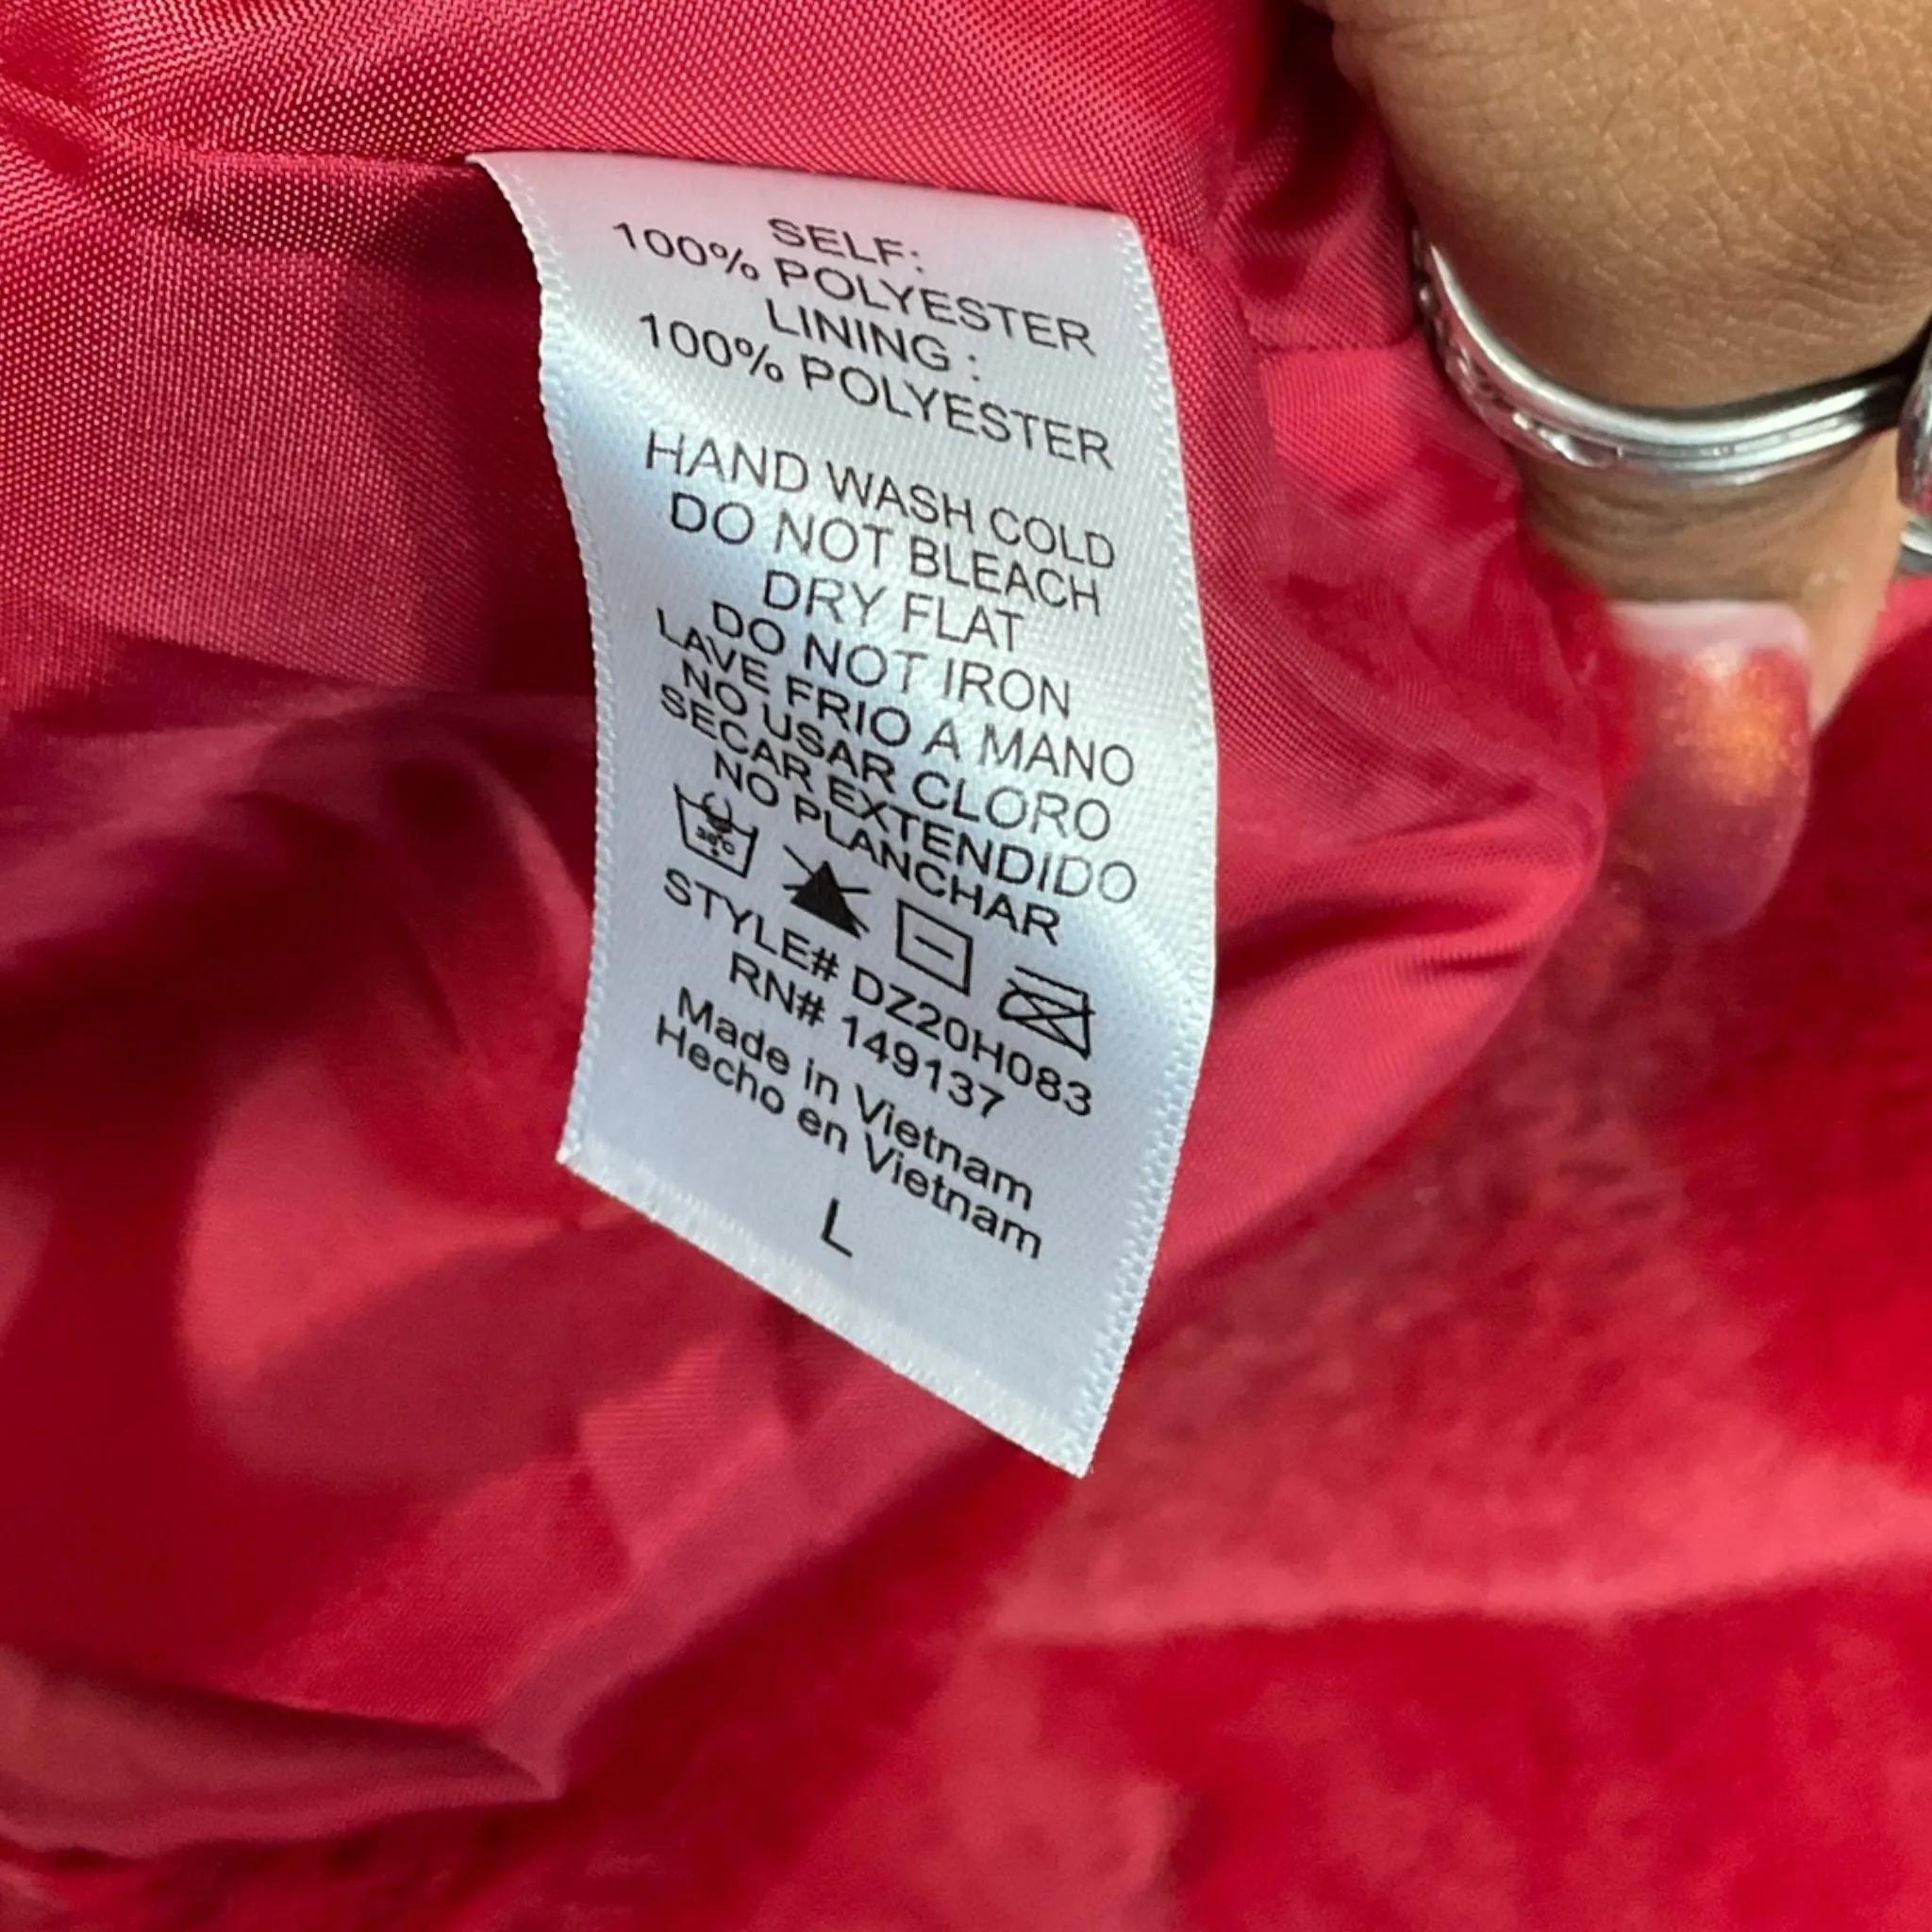 SELF:
100% POLYESTER
LINING :
100% POLYESTER
HAND WASH COLD
DO NOT BLEACH
DRY FLAT
DO NOT IRON
LAVE FRIO A MANO
NO USAR CLORO
SECAR EXTENDIDO
NO PLANCHAR
30°C
STYLE# DZ20H083
RN# 149137
Made in Vietnam
Hecho en Vietnam
L